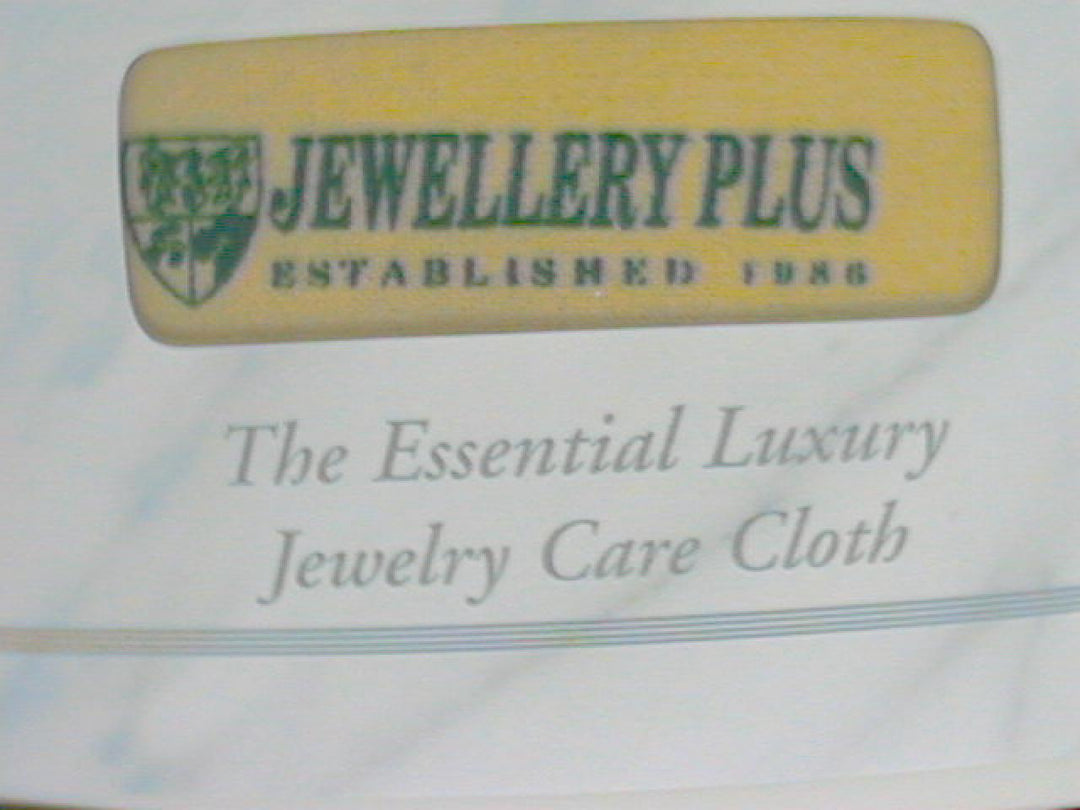 JEWELLERY PLUS
ESTABLISHED 1986
The Essential Luxury
Jewelry Care Cloth